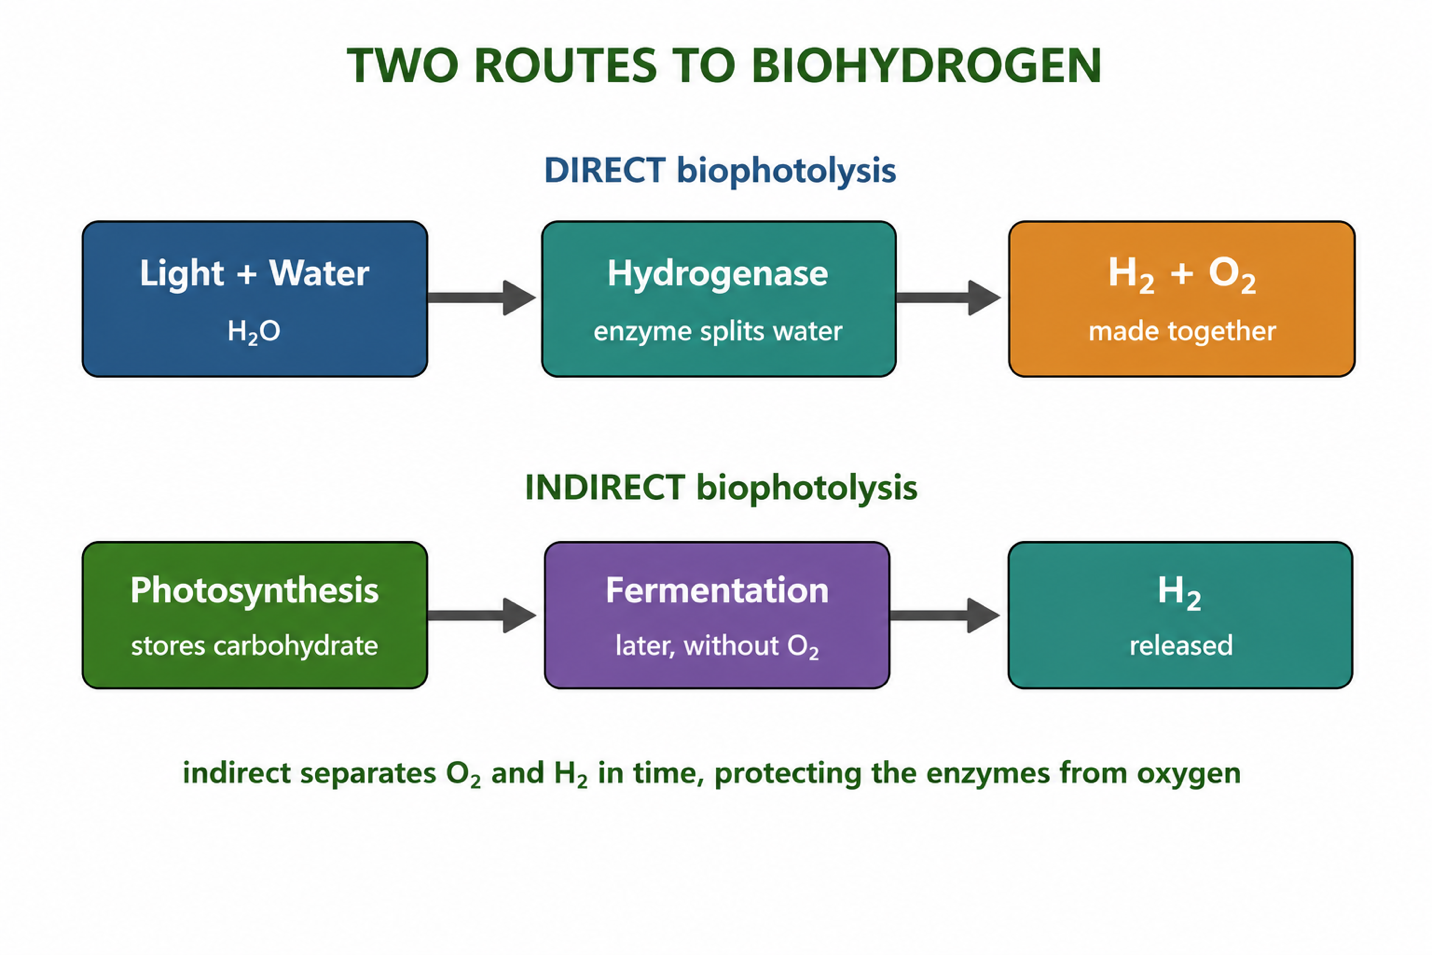 TWO ROUTES TO BIOHYDROGEN
DIRECT biophotolysis
Light + Water
H₂O
Hydrogenase
enzyme splits water
H₂ + O₂
made together
INDIRECT biophotolysis
Photosynthesis
stores carbohydrate
Fermentation
later, without O₂
H₂
released
indirect separates O₂ and H₂ in time, protecting the enzymes from oxygen